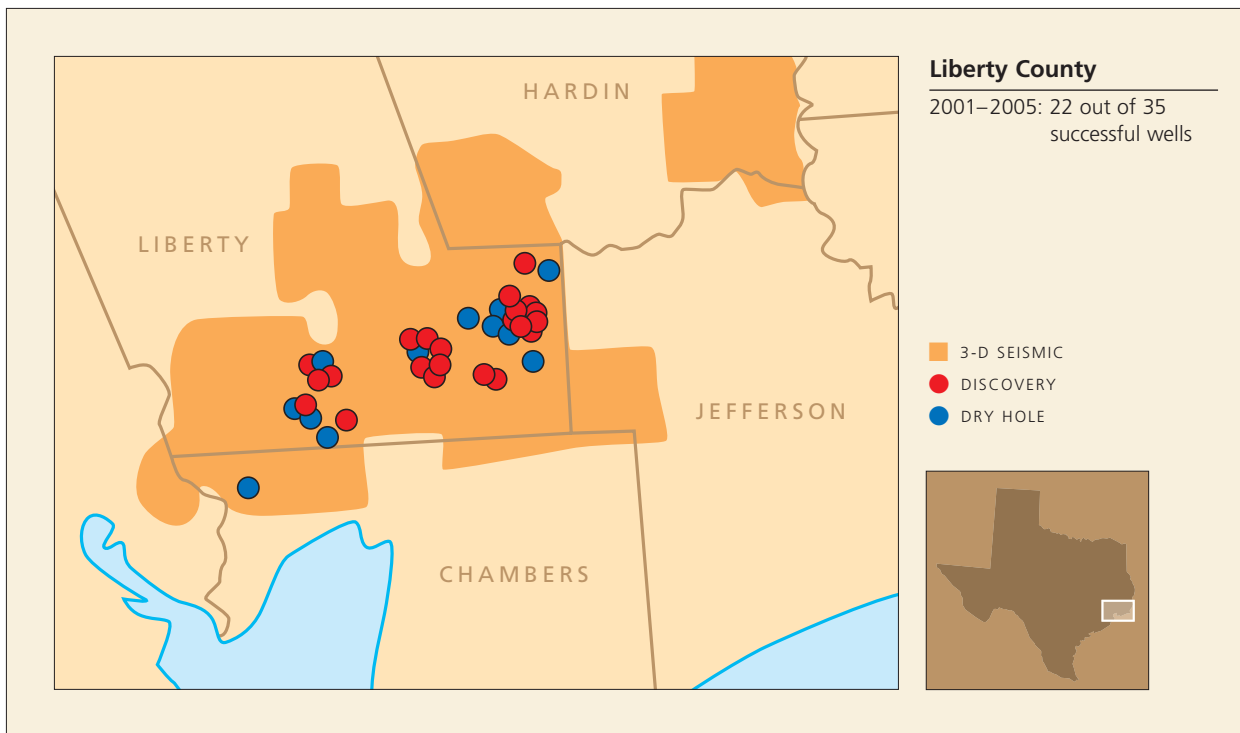 HARDIN
LIBERTY
JEFFERSON
CHAMBERS
Liberty County
2001–2005: 22 out of 35
successful wells
3-D SEISMIC
DISCOVERY
DRY HOLE